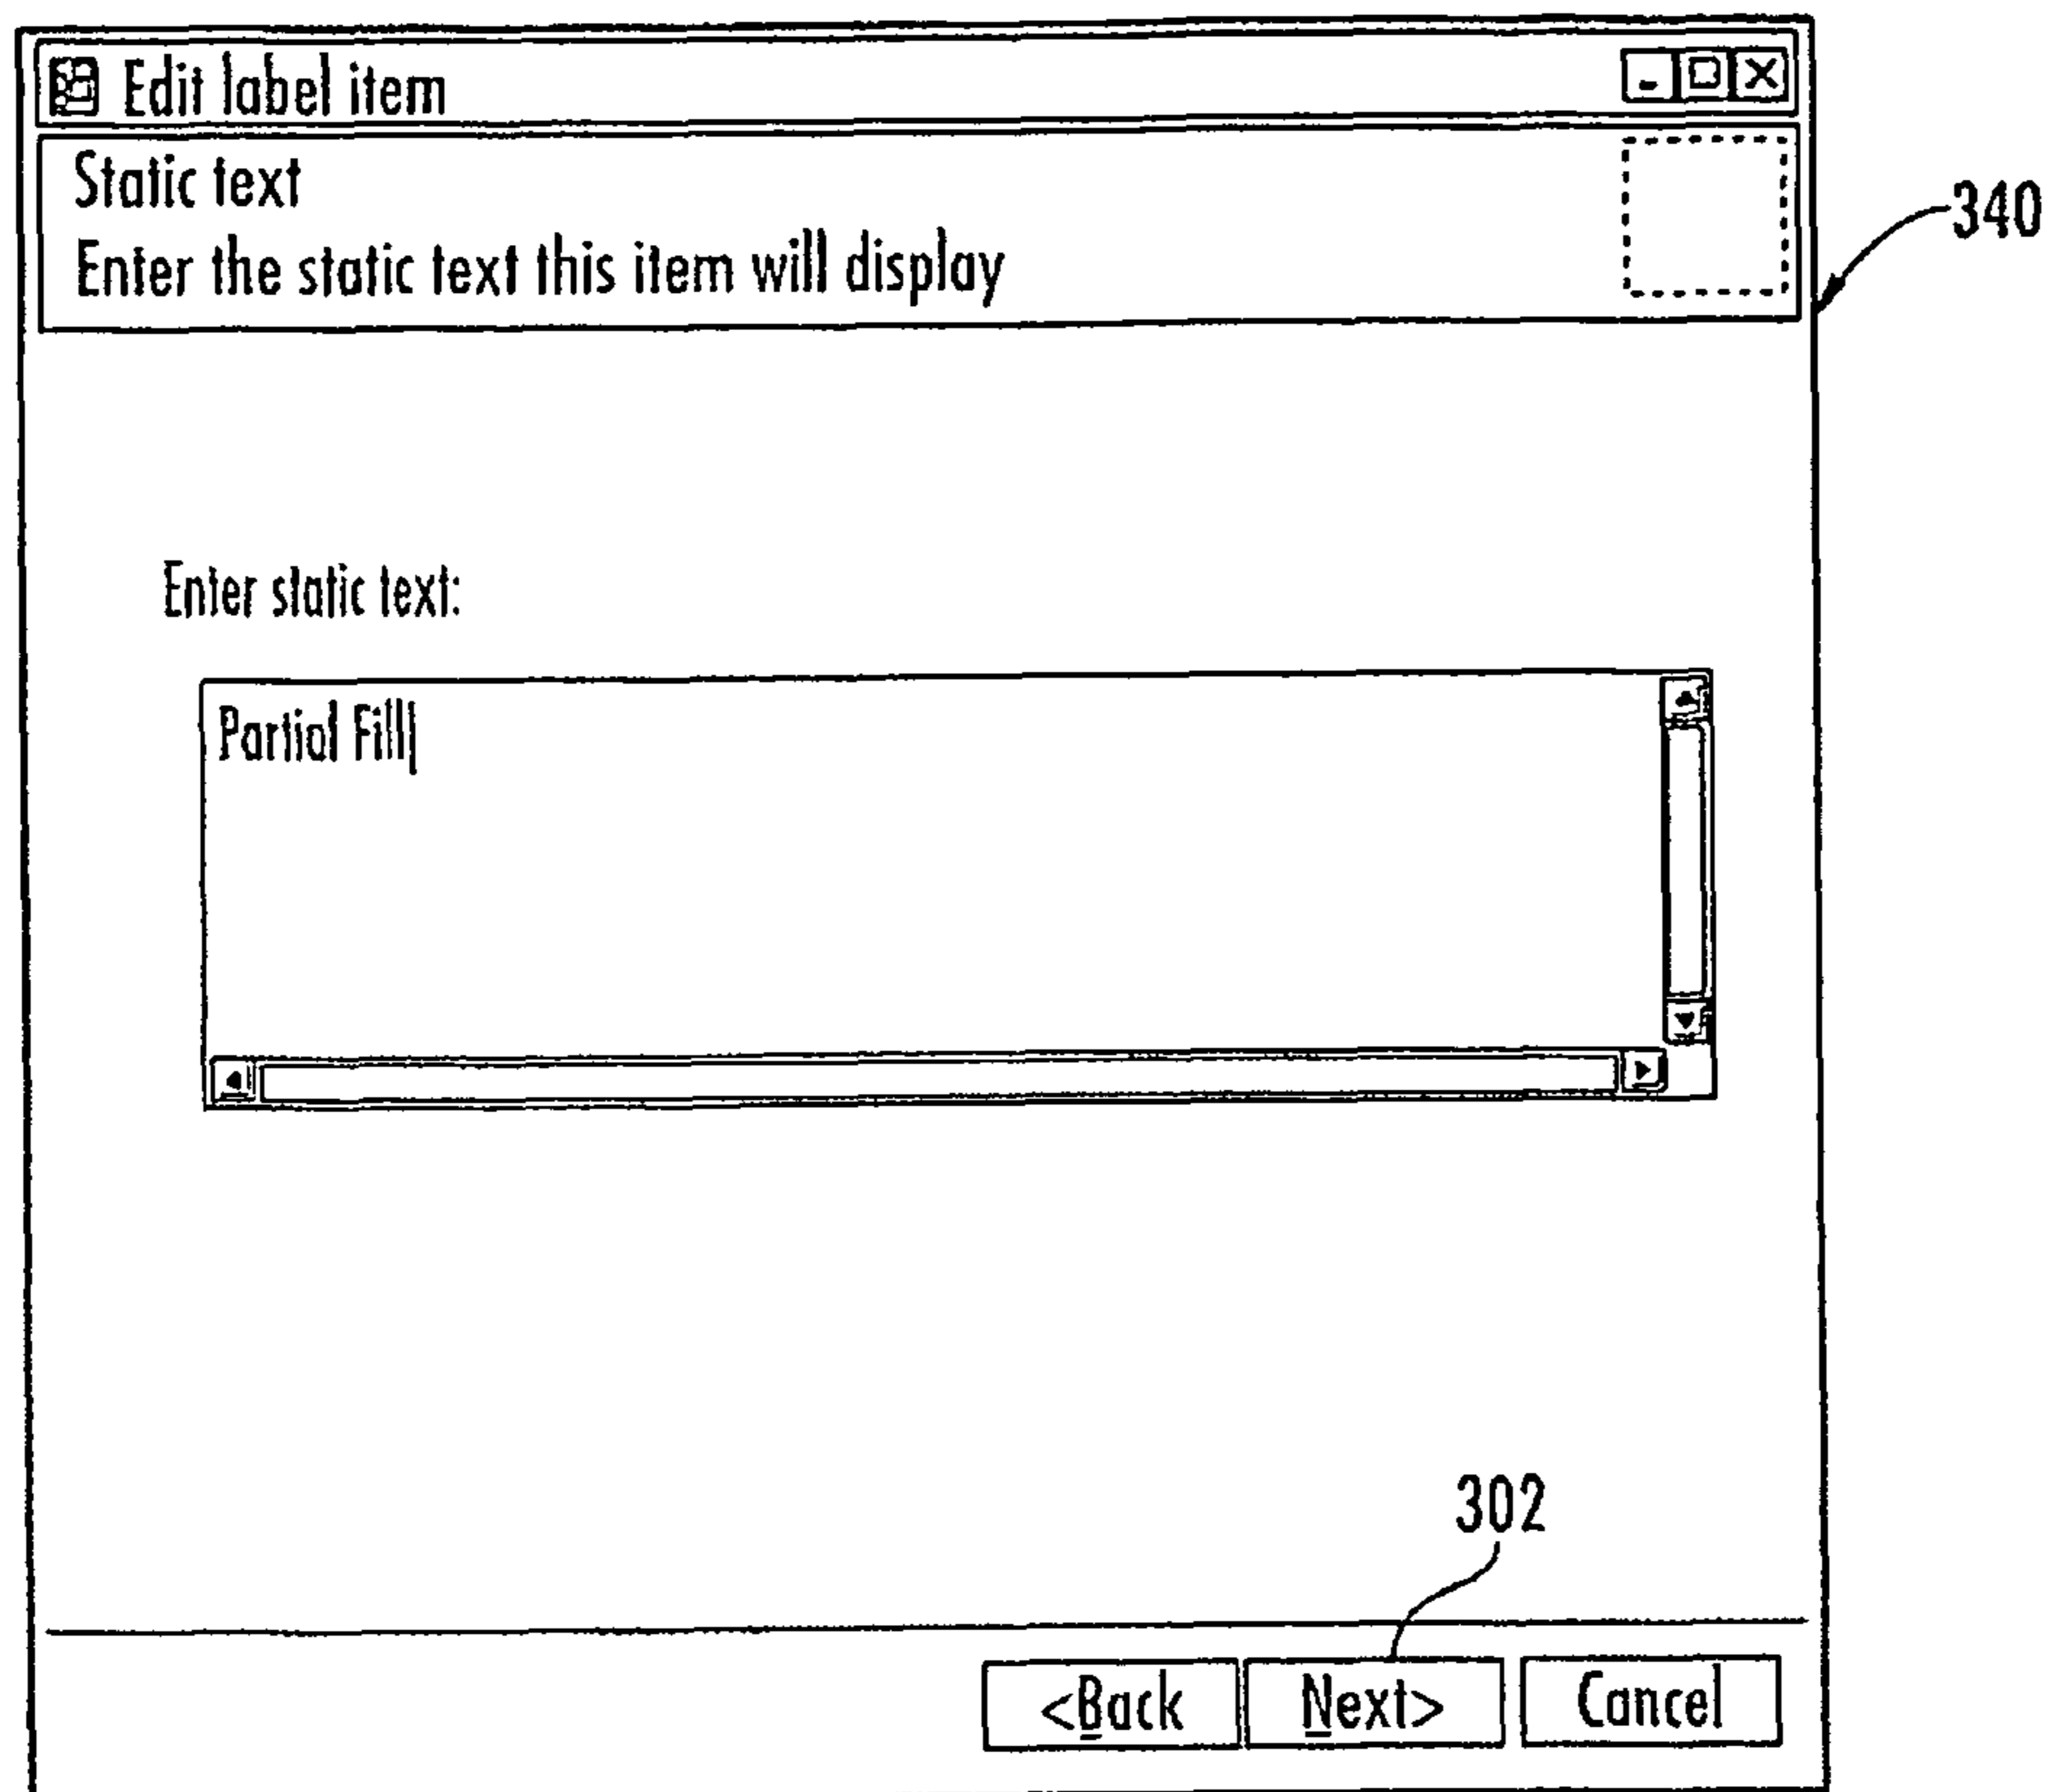 Edit label item
Static text
Enter the static text this item will display
340
Enter static text:
Partial Fill
302
<Back Next> Cancel